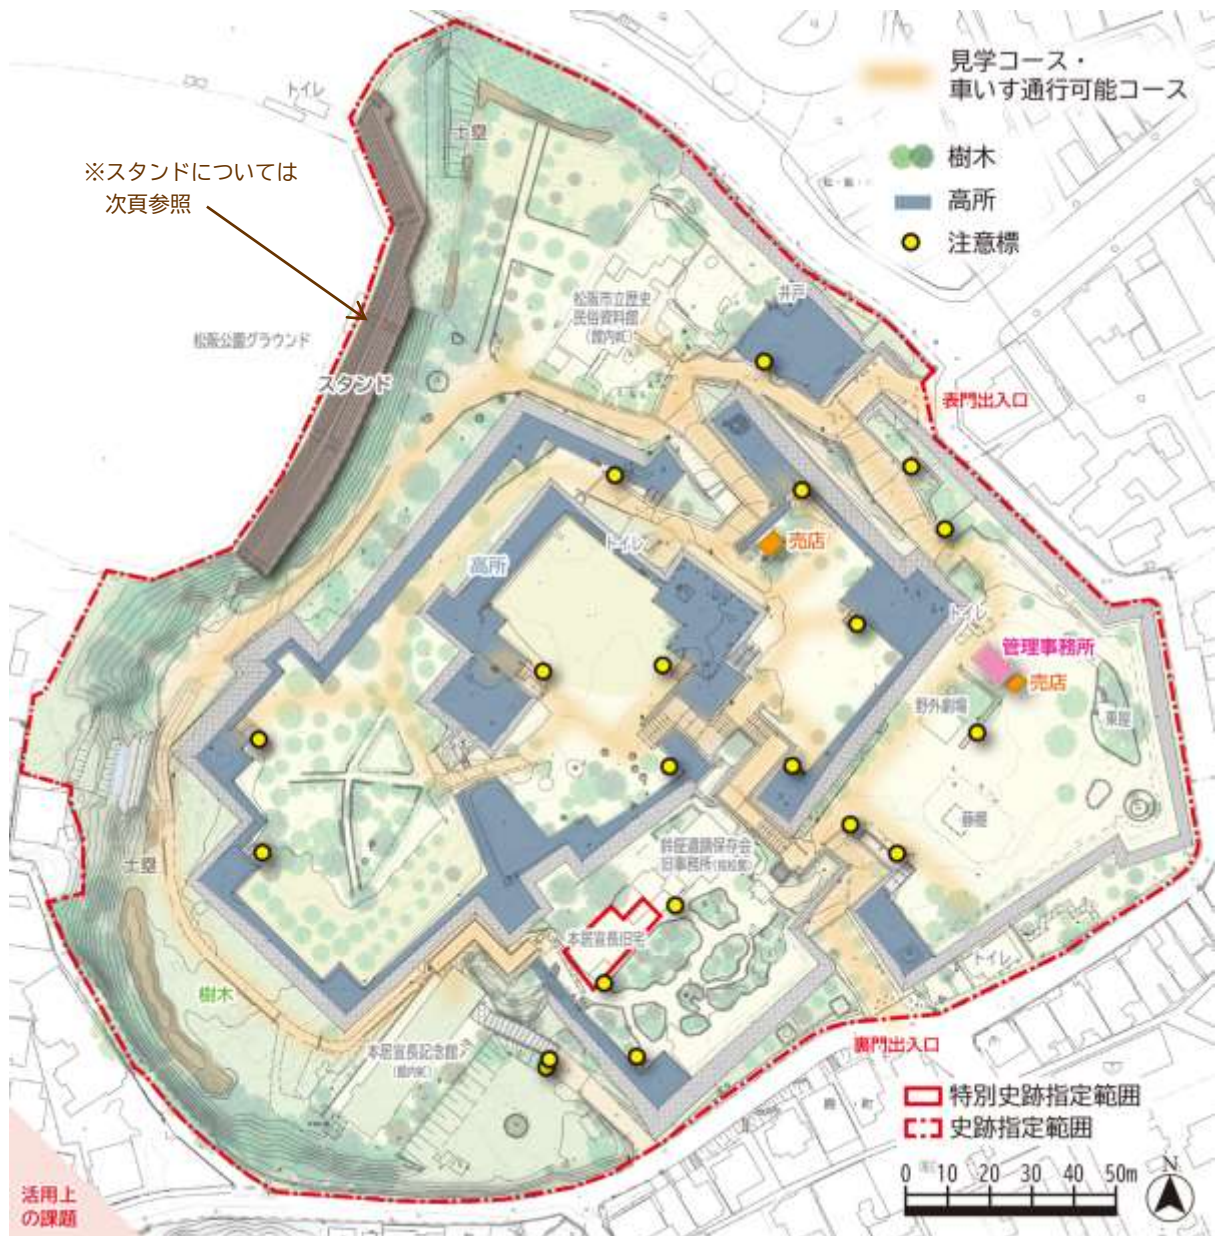 見学コース・
車いす通行可能コース
樹木
高所
注意標
トイレ
土塁
※スタンドについては
次頁参照
松阪公園グラウンド
スタンド
松阪市立歴史
民俗資料館
(館内町)
井戸
表門出入口
トイレ
売店
高所
トイレ
管理事務所
売店
野外劇場
東屋
藤棚
土塁
鈴屋遺蹟保存会
旧事務所
本居宣長旧宅
樹木
トイレ
本居宣長記念館
裏門出入口
特別史跡指定範囲
史跡指定範囲
0 10 20 30 40 50m
N
活用上
の課題